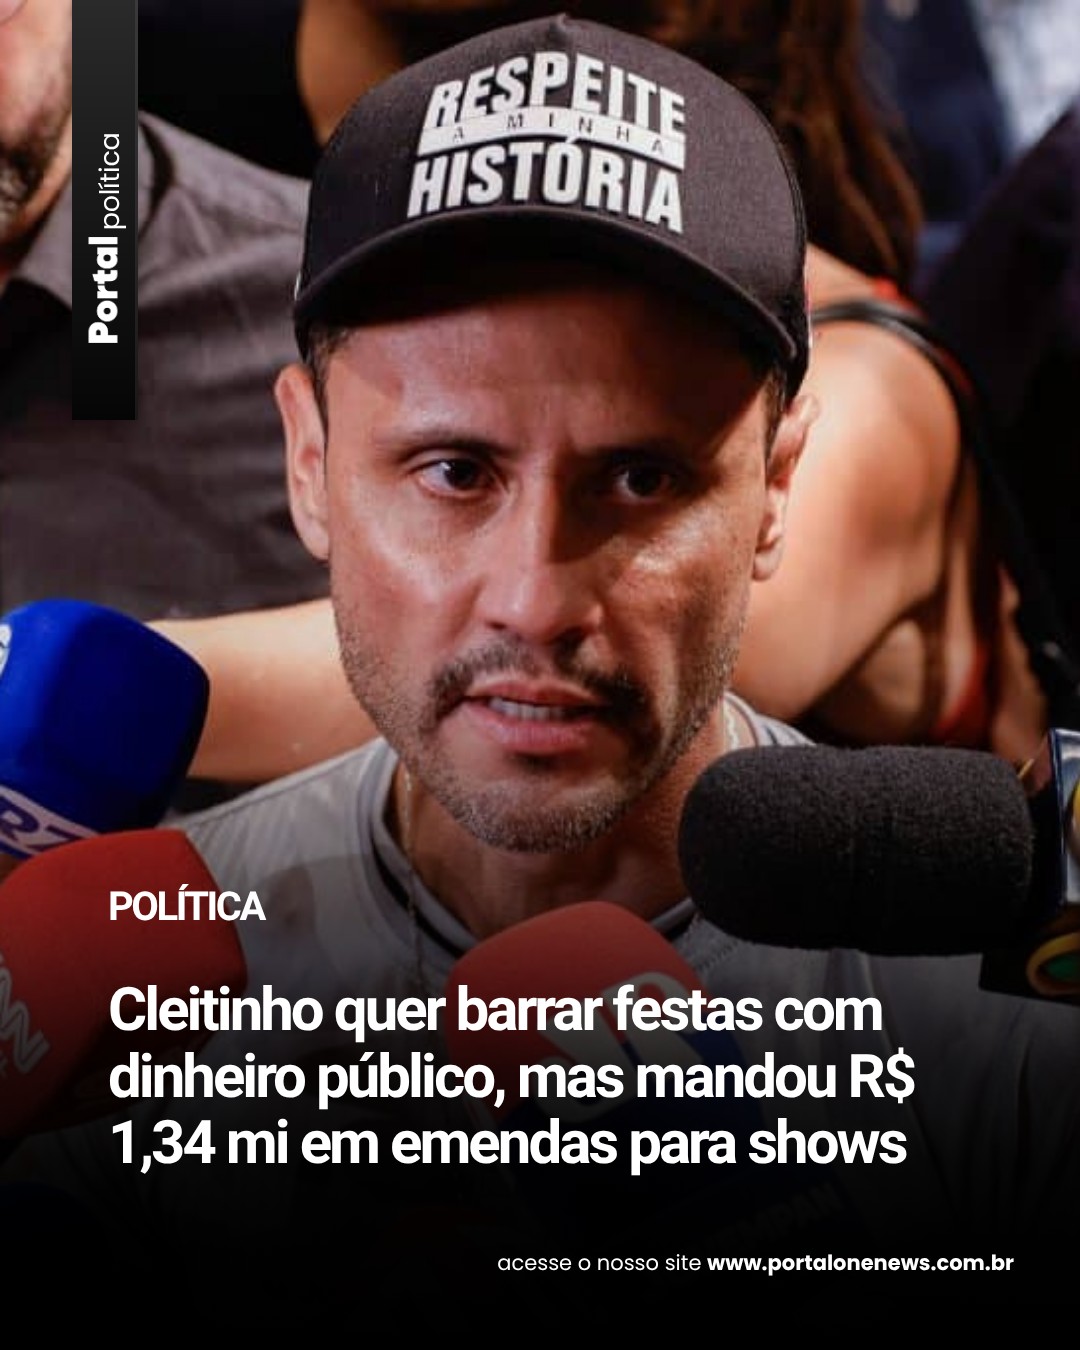 Portal política
RESPEITE
A MINHA
HISTÓRIA
R7
POLÍTICA
Cleitinho quer barrar festas com
dinheiro público, mas mandou R$
1,34 mi em emendas para shows
acesse o nosso site www.portalonenews.com.br